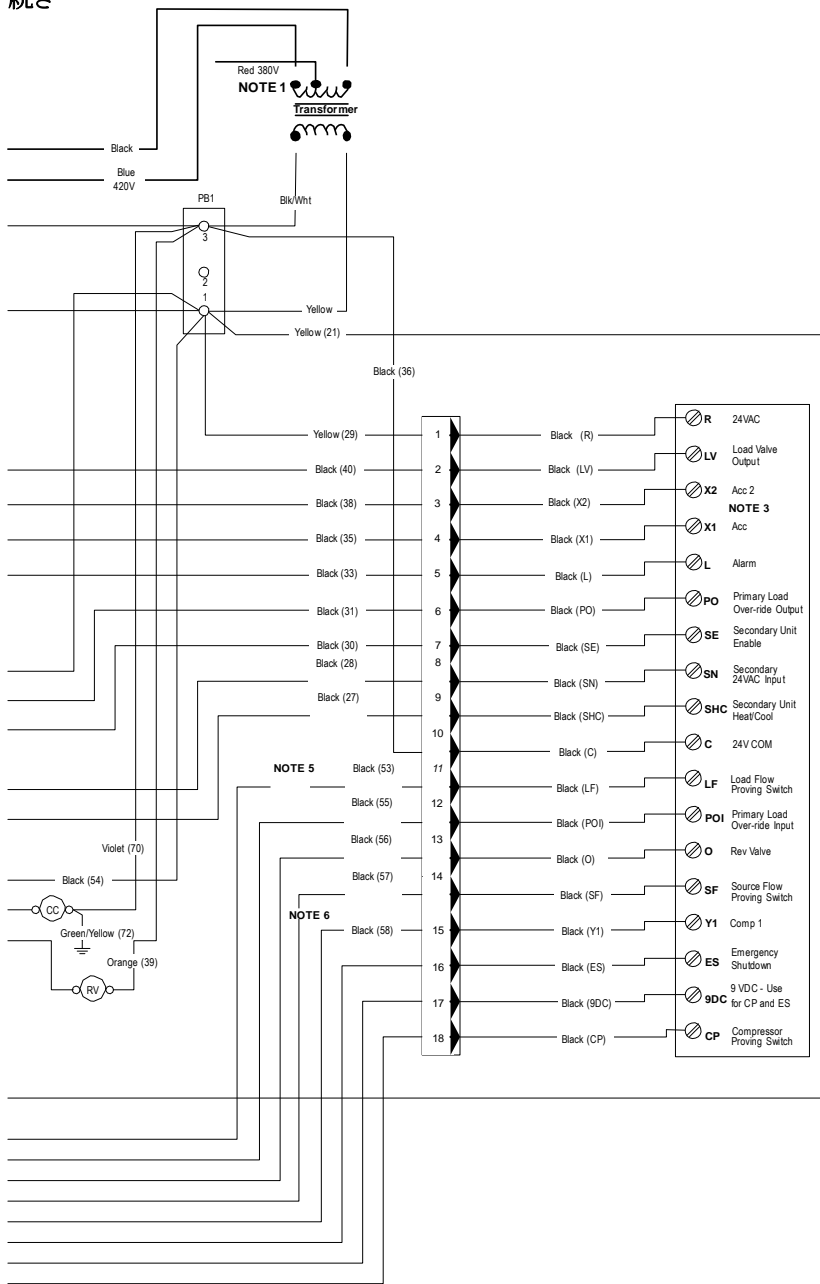 続き
Red 380V
NOTE 1
Transformer
Black
Blue
420V
PB1
Blk/Wht
3
2
1
Yellow
Yellow (21)
Black (36)
Yellow (29)
1
Black (R)
R 24VAC
Black (40)
2
Black (LV)
LV Load Valve
Output
Black (38)
3
Black (X2)
X2 Acc 2
NOTE 3
Black (35)
4
Black (X1)
X1 Acc
Black (33)
5
Black (L)
L Alarm
Black (31)
6
Black (PO)
PO Primary Load
Over-ride Output
Black (30)
7
Black (SE)
SE Secondary Unit
Enable
Black (28)
8
Black (SN)
SN Secondary
24VAC Input
Black (27)
9
Black (SHC)
SHC Secondary Unit
Heat/Cool
10
Black (C)
C 24V COM
NOTE 5
Black (53)
11
Black (LF)
LF Load Flow
Proving Switch
Black (55)
12
Black (POI)
POI Primary Load
Over-ride Input
Black (56)
13
Black (O)
O Rev Valve
Black (57)
14
Black (SF)
SF Source Flow
Proving Switch
Violet (70)
Black (54)
CC
Green/Yellow (72)
Orange (39)
RV
NOTE 6
Black (58)
15
Black (Y1)
Y1 Comp 1
16
Black (ES)
ES Emergency
Shutdown
17
Black (9DC)
9DC 9 VDC - Use
for CP and ES
18
Black (CP)
CP Compressor
Proving Switch